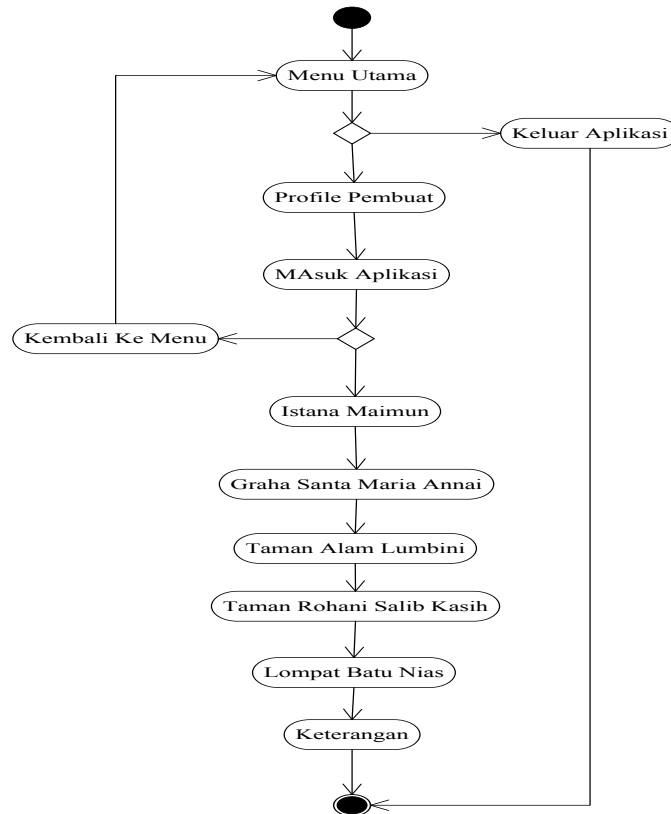 Menu Utama
Keluar Aplikasi
Profile Pembuat
MAsuk Aplikasi
Kembali Ke Menu
Istana Maimun
Graha Santa Maria Annai
Taman Alam Lumbini
Taman Rohani Salib Kasih
Lompat Batu Nias
Keterangan